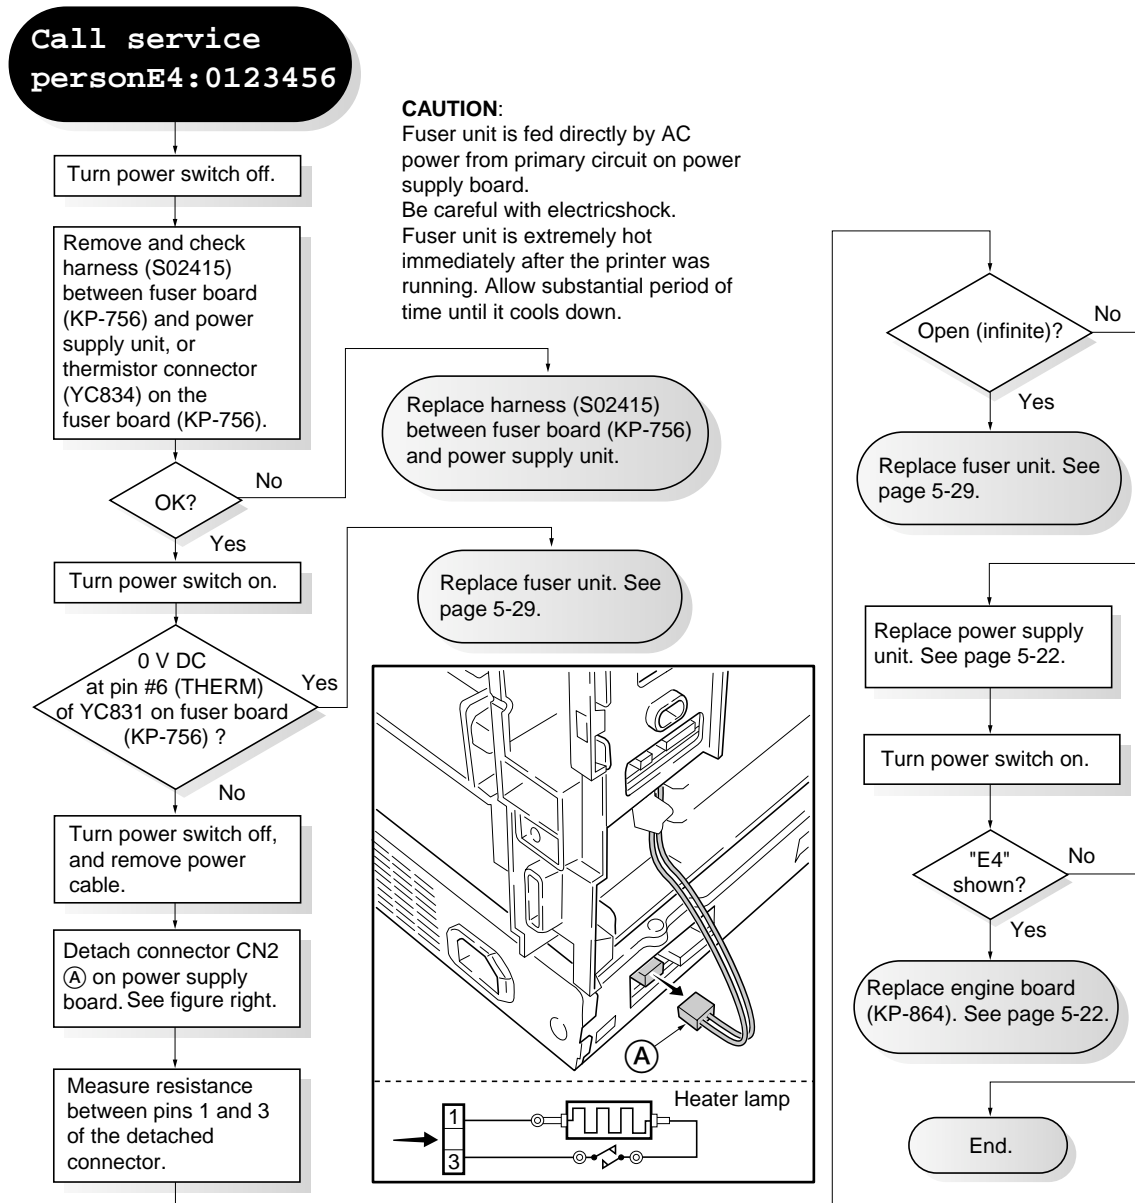 Call service
personE4:0123456
Turn power switch off.
Remove and check
harness (S02415)
between fuser board
(KP-756) and power
supply unit, or
thermistor connector
(YC834) on the
fuser board (KP-756).
OK?
No
Yes
Replace harness (S02415)
between fuser board (KP-756)
and power supply unit.
Turn power switch on.
0 V DC
at pin #6 (THERM)
of YC831 on fuser board
(KP-756) ?
Yes
No
Replace fuser unit. See
page 5-29.
Turn power switch off,
and remove power
cable.
Detach connector CN2
Ⓐ on power supply
board. See figure right.
Measure resistance
between pins 1 and 3
of the detached
connector.
CAUTION:
Fuser unit is fed directly by AC
power from primary circuit on power
supply board.
Be careful with electricshock.
Fuser unit is extremely hot
immediately after the printer was
running. Allow substantial period of
time until it cools down.
A
Heater lamp
1
3
Open (infinite)?
No
Yes
Replace fuser unit. See
page 5-29.
Replace power supply
unit. See page 5-22.
Turn power switch on.
"E4"
shown?
No
Yes
Replace engine board
(KP-864). See page 5-22.
End.